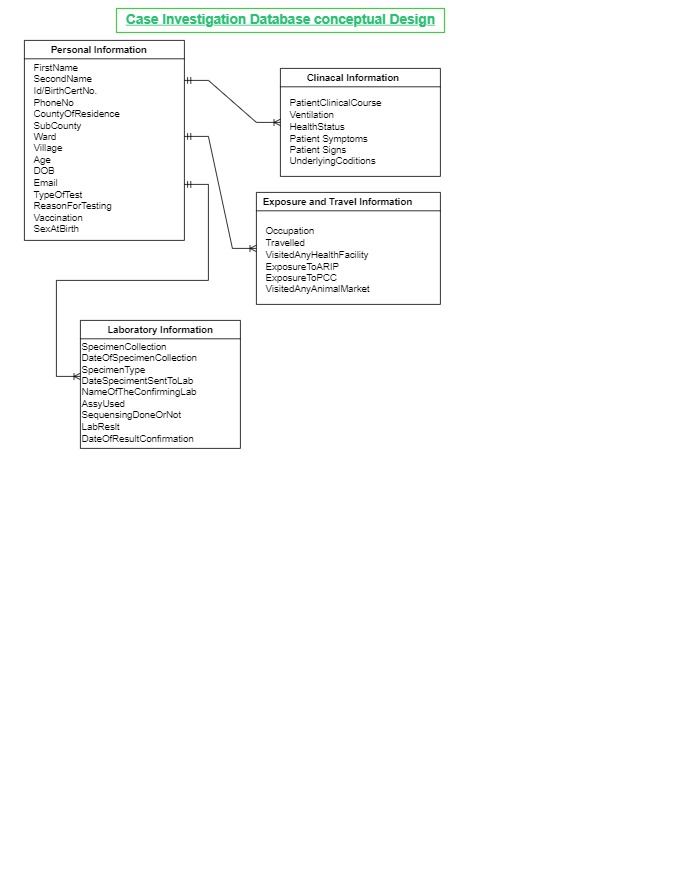 Case Investigation Database conceptual Design
Personal Information
FirstName
SecondName
Id/BirthCertNo.
PhoneNo
CountyOfResidence
SubCounty
Ward
Village
Age
DOB
Email
TypeOfTest
ReasonForTesting
Vaccination
SexAtBirth
Clinacal Information
PatientClinicalCourse
Ventilation
HealthStatus
Patient Symptoms
Patient Signs
UnderlyingCoditions
Exposure and Travel Information
Occupation
Travelled
VisitedAnyHealthFacility
ExposureToARIP
ExposureToPCC
VisitedAnyAnimalMarket
Laboratory Information
SpecimenCollection
DateOfSpecimenCollection
SpecimenType
DateSpecimentSentToLab
NameOfTheConfirmingLab
AssyUsed
SequensingDoneOrNot
LabReslt
DateOfResultConfirmation